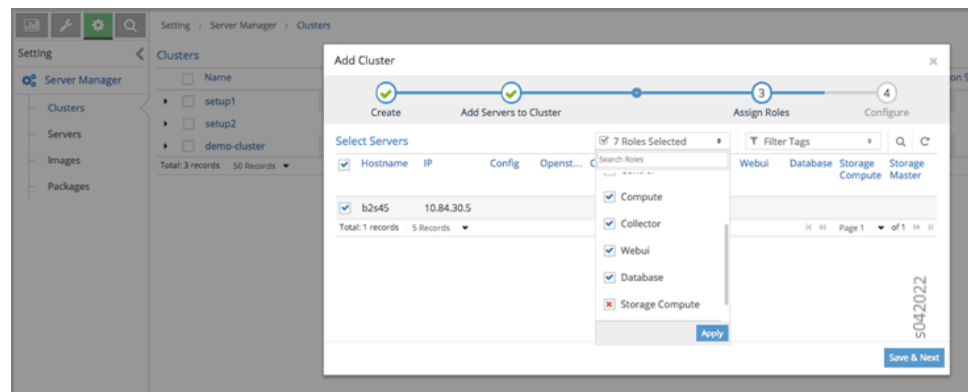 Setting > Server Manager > Clusters
Setting
Server Manager
Clusters
Servers
Images
Packages
Clusters
Name
on S
setup1
setup2
demo-cluster
Total: 3 records 50 Records
Add Cluster
Create
Add Servers to Cluster
3
Assign Roles
4
Configure
Select Servers
7 Roles Selected
Filter Tags
Hostname IP Config Openst... C Webui Database Storage Compute Storage Master
b2s45 10.84.30.5
Total: 1 records 5 Records
Page 1 of 1
Search Roles
Compute
Collector
Webui
Database
Storage Compute
Apply
Save & Next
s042022